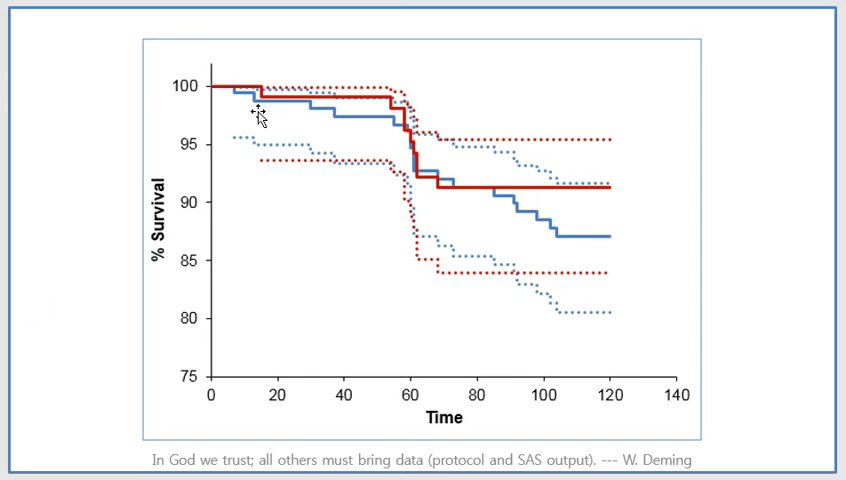 100
95
90
85
80
75
% Survival
0 20 40 60 80 100 120 140
Time
In God we trust; all others must bring data (protocol and SAS output). --- W. Deming